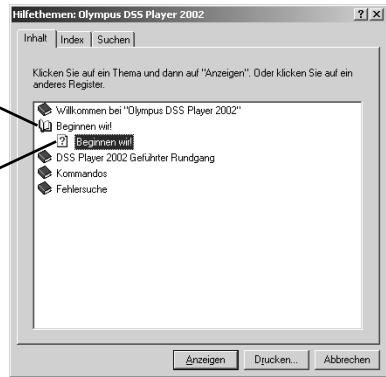 Hilfethemen: Olympus DSS Player 2002
Inhalt
Index
Suchen
Klicken Sie auf ein Thema und dann auf "Anzeigen". Oder klicken Sie auf ein
anderes Register.
Willkommen bei "Olympus DSS Player 2002"
Beginnen wir!
Beginnen wir!
DSS Player 2002 Geführter Rundgang
Kommandos
Fehlersuche
Anzeigen
Drucken...
Abbrechen